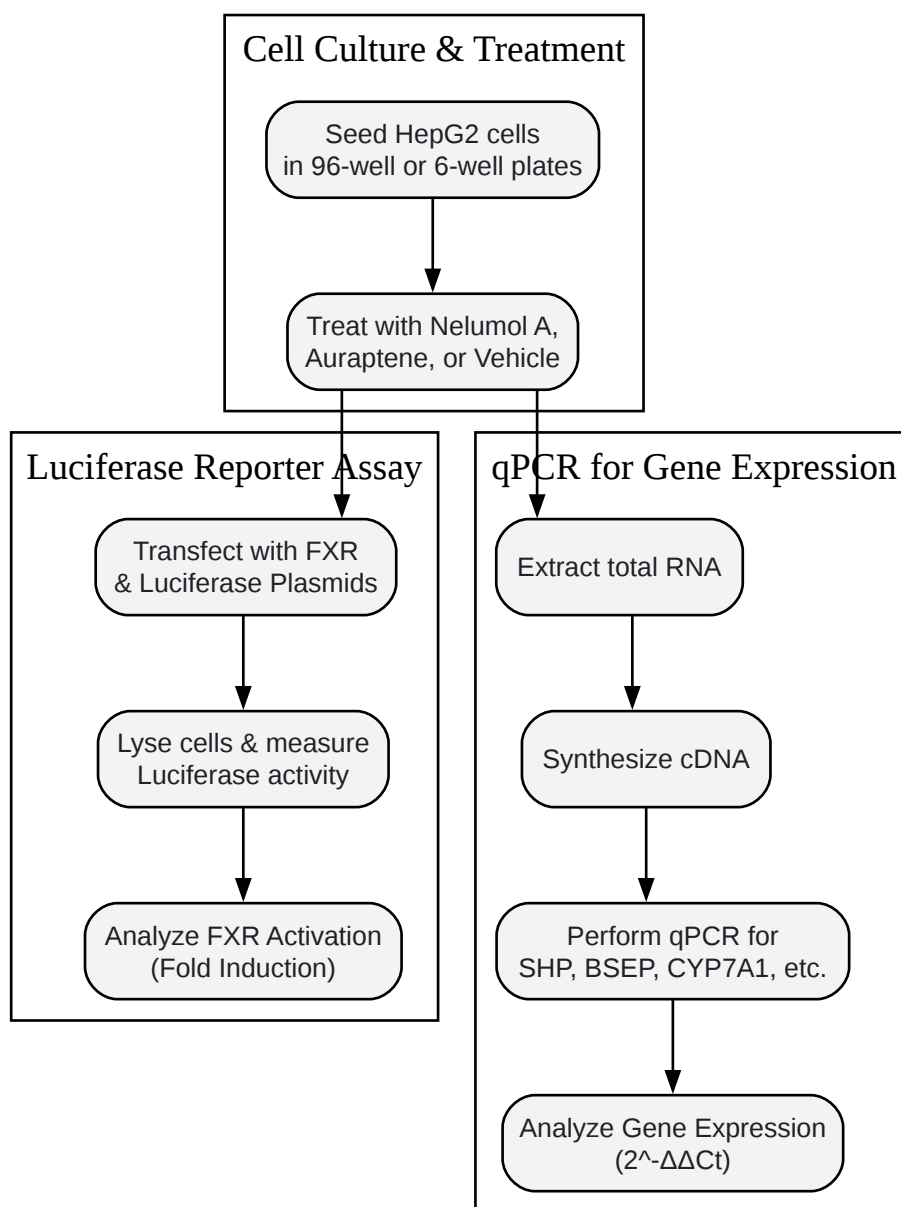 Cell Culture & Treatment
Seed HepG2 cells
in 96-well or 6-well plates
Treat with Nelumol A,
Auraptene, or Vehicle
Luciferase Reporter Assay
Transfect with FXR
& Luciferase Plasmids
Lyse cells & measure
Luciferase activity
Analyze FXR Activation
(Fold Induction)
qPCR for Gene Expression
Extract total RNA
Synthesize cDNA
Perform qPCR for
SHP, BSEP, CYP7A1, etc.
Analyze Gene Expression
(2^-ΔΔCt)